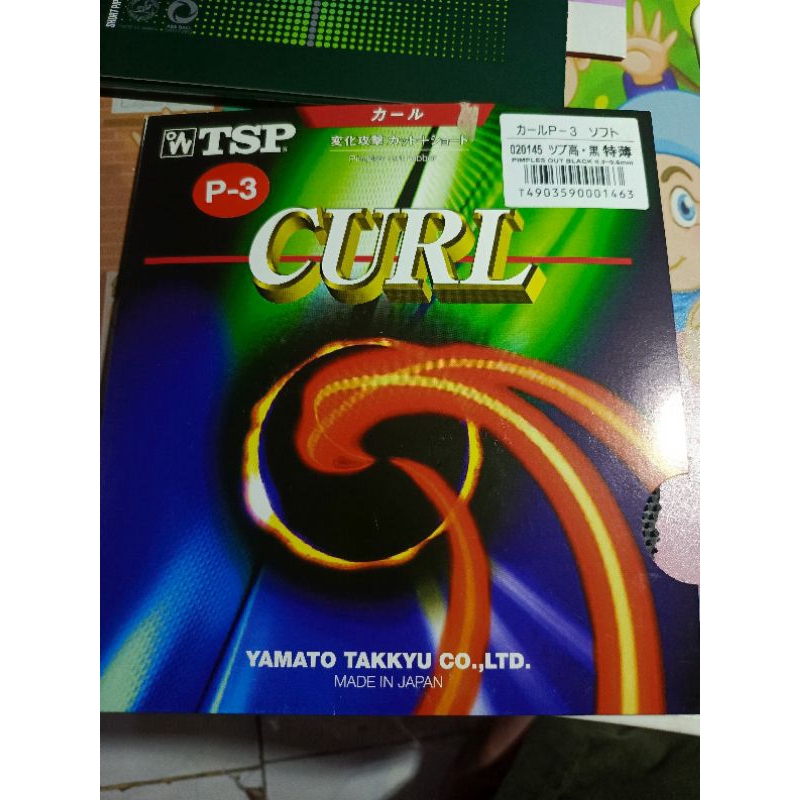 SHORT PIP
カール
TSP
変化攻撃 カット＋ショート
P-3
カールP-3 ソフト
020145 ツブ高・黒 特薄
PIMPLES OUT BLACK
T4903590001463
CURL
YAMATO TAKKYU CO.,LTD.
MADE IN JAPAN